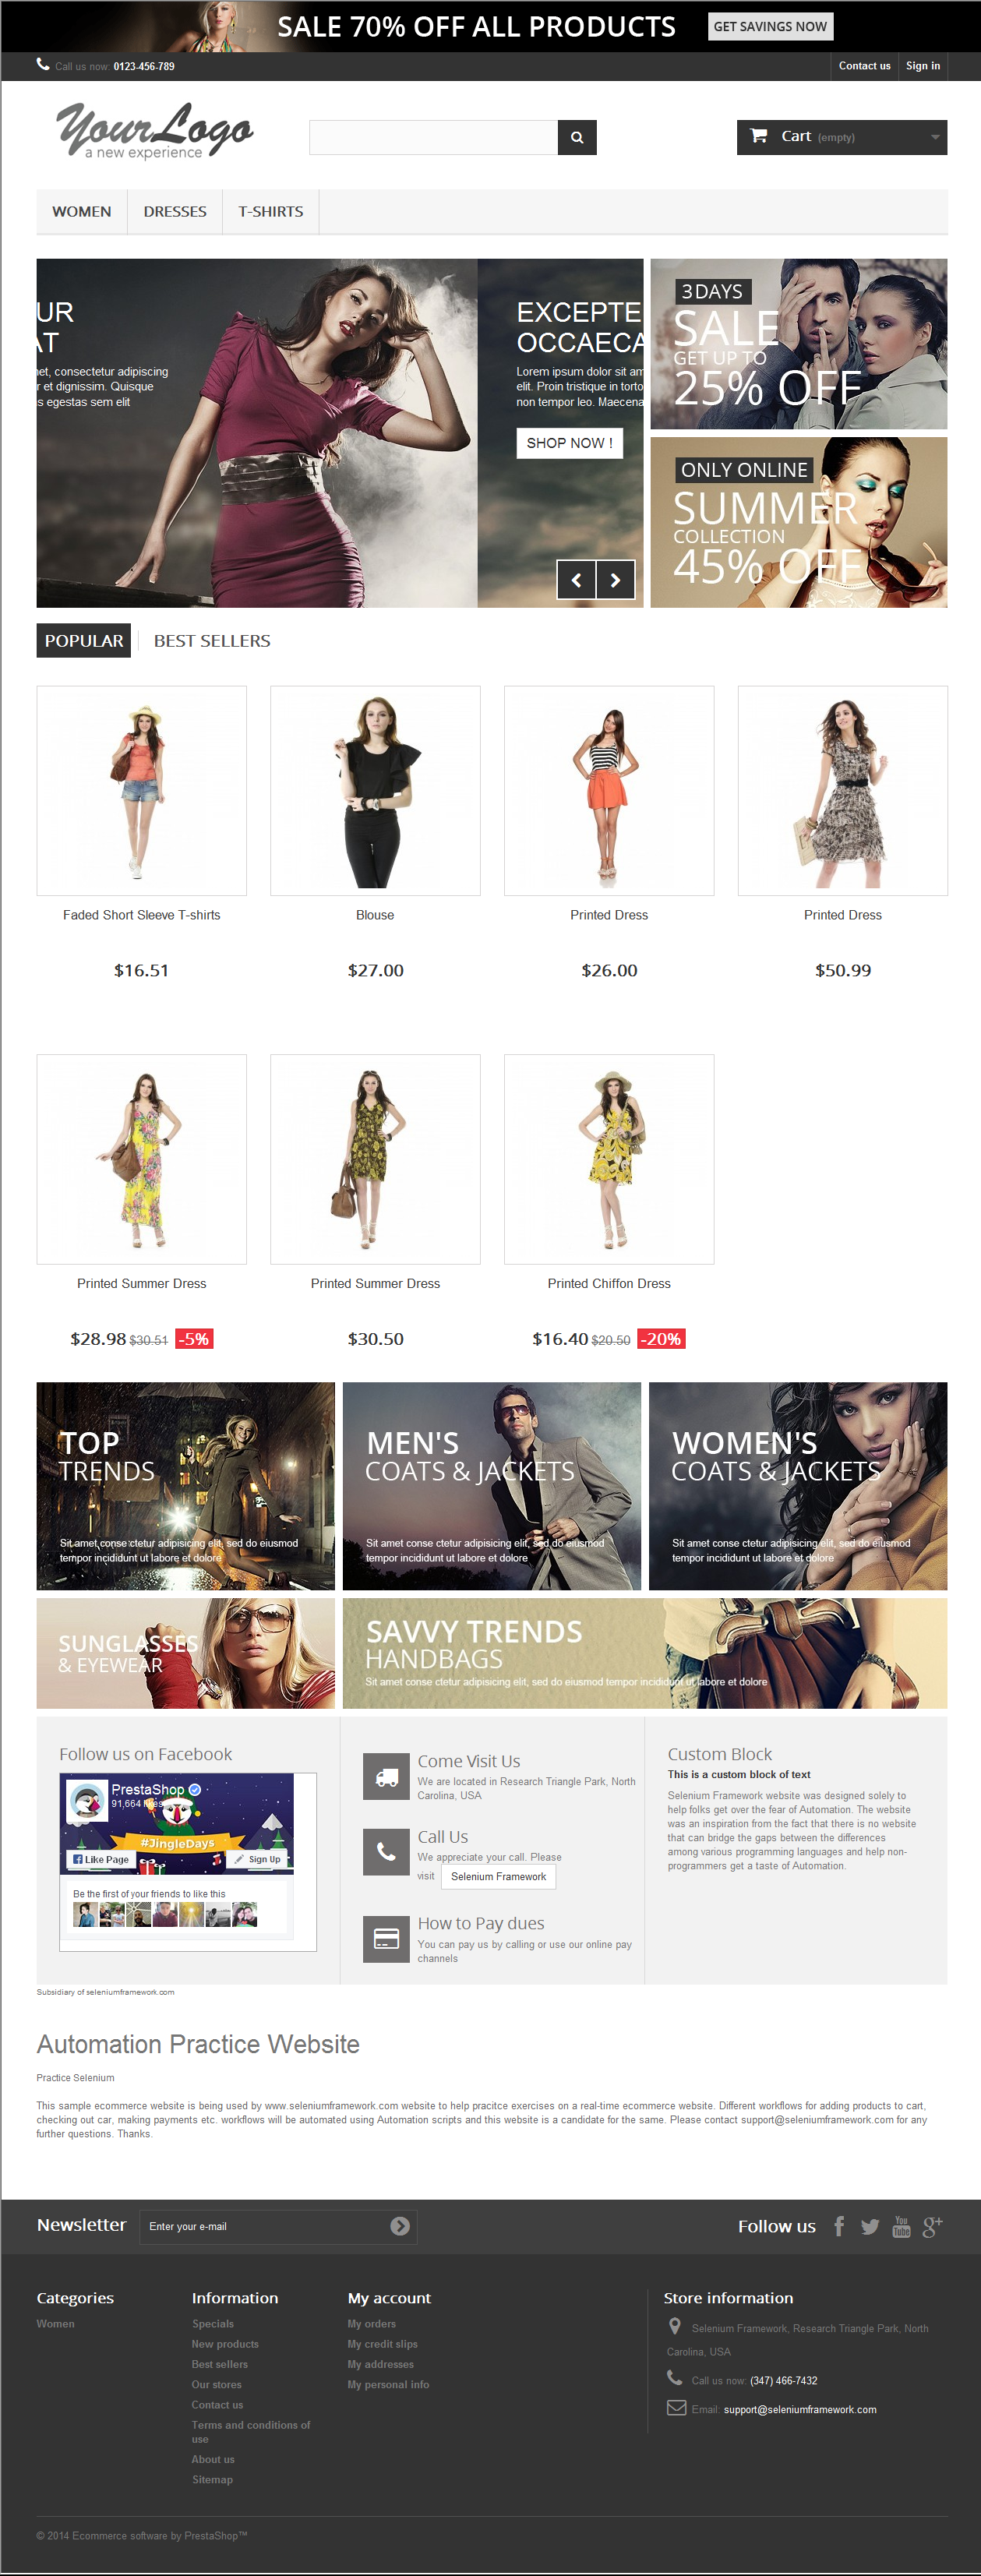 SALE 70% OFF ALL PRODUCTS GET SAVINGS NOW
Call us now: 0123-456-789
Contact us Sign in
YourLogo
a new experience
Cart (empty)
WOMEN DRESSES T-SHIRTS
UR
AT
et, consectetur adipiscing
r et dignissim. Quisque
s egestas sem elit
EXCEPTE
OCCAECA
Lorem ipsum dolor sit am
elit. Proin tristique in torto
non tempor leo. Maecena
SHOP NOW !
3DAYS
SALE
GET UP TO
25% OFF
ONLY ONLINE
SUMMER
COLLECTION
45% OFF
POPULAR BEST SELLERS
Faded Short Sleeve T-shirts
$16.51
Blouse
$27.00
Printed Dress
$26.00
Printed Dress
$50.99
Printed Summer Dress
$28.98 $30.51 -5%
Printed Summer Dress
$30.50
Printed Chiffon Dress
$16.40 $20.50 -20%
TOP
TRENDS
Sit amet conse ctetur adipisicing elit, sed do eiusmod
tempor incididunt ut labore et dolore
MEN'S
COATS & JACKETS
Sit amet conse ctetur adipisicing elit, sed do eiusmod
tempor incididunt ut labore et dolore
WOMEN'S
COATS & JACKETS
Sit amet conse ctetur adipisicing elit, sed do eiusmod
tempor incididunt ut labore et dolore
SUNGLASSES
& EYEWEAR
SAVVY TRENDS
HANDBAGS
Sit amet conse ctetur adipisicing elit, sed do eiusmod tempor incididunt ut labore et dolore
Follow us on Facebook
PrestaShop
91,664 likes
#JingleDays
Like Page Sign Up
Be the first of your friends to like this
Come Visit Us
We are located in Research Triangle Park, North
Carolina, USA
Call Us
We appreciate your call. Please
visit Selenium Framework
How to Pay dues
You can pay us by calling or use our online pay
channels
Custom Block
This is a custom block of text
Selenium Framework website was designed solely to
help folks get over the fear of Automation. The website
was an inspiration from the fact that there is no website
that can bridge the gaps between the differences
among various programming languages and help non-
programmers get a taste of Automation.
Subsidiary of seleniumframework.com
Automation Practice Website
Practice Selenium
This sample ecommerce website is being used by www.seleniumframework.com website to help pracitce exercises on a real-time ecommerce website. Different workflows for adding products to cart,
checking out car, making payments etc. workflows will be automated using Automation scripts and this website is a candidate for the same. Please contact support@seleniumframework.com for any
further questions. Thanks.
Newsletter Enter your e-mail
Follow us
Categories
Women
Information
Specials
New products
Best sellers
Our stores
Contact us
Terms and conditions of
use
About us
Sitemap
My account
My orders
My credit slips
My addresses
My personal info
Store information
Selenium Framework, Research Triangle Park, North
Carolina, USA
Call us now: (347) 466-7432
Email: support@seleniumframework.com
© 2014 Ecommerce software by PrestaShop™